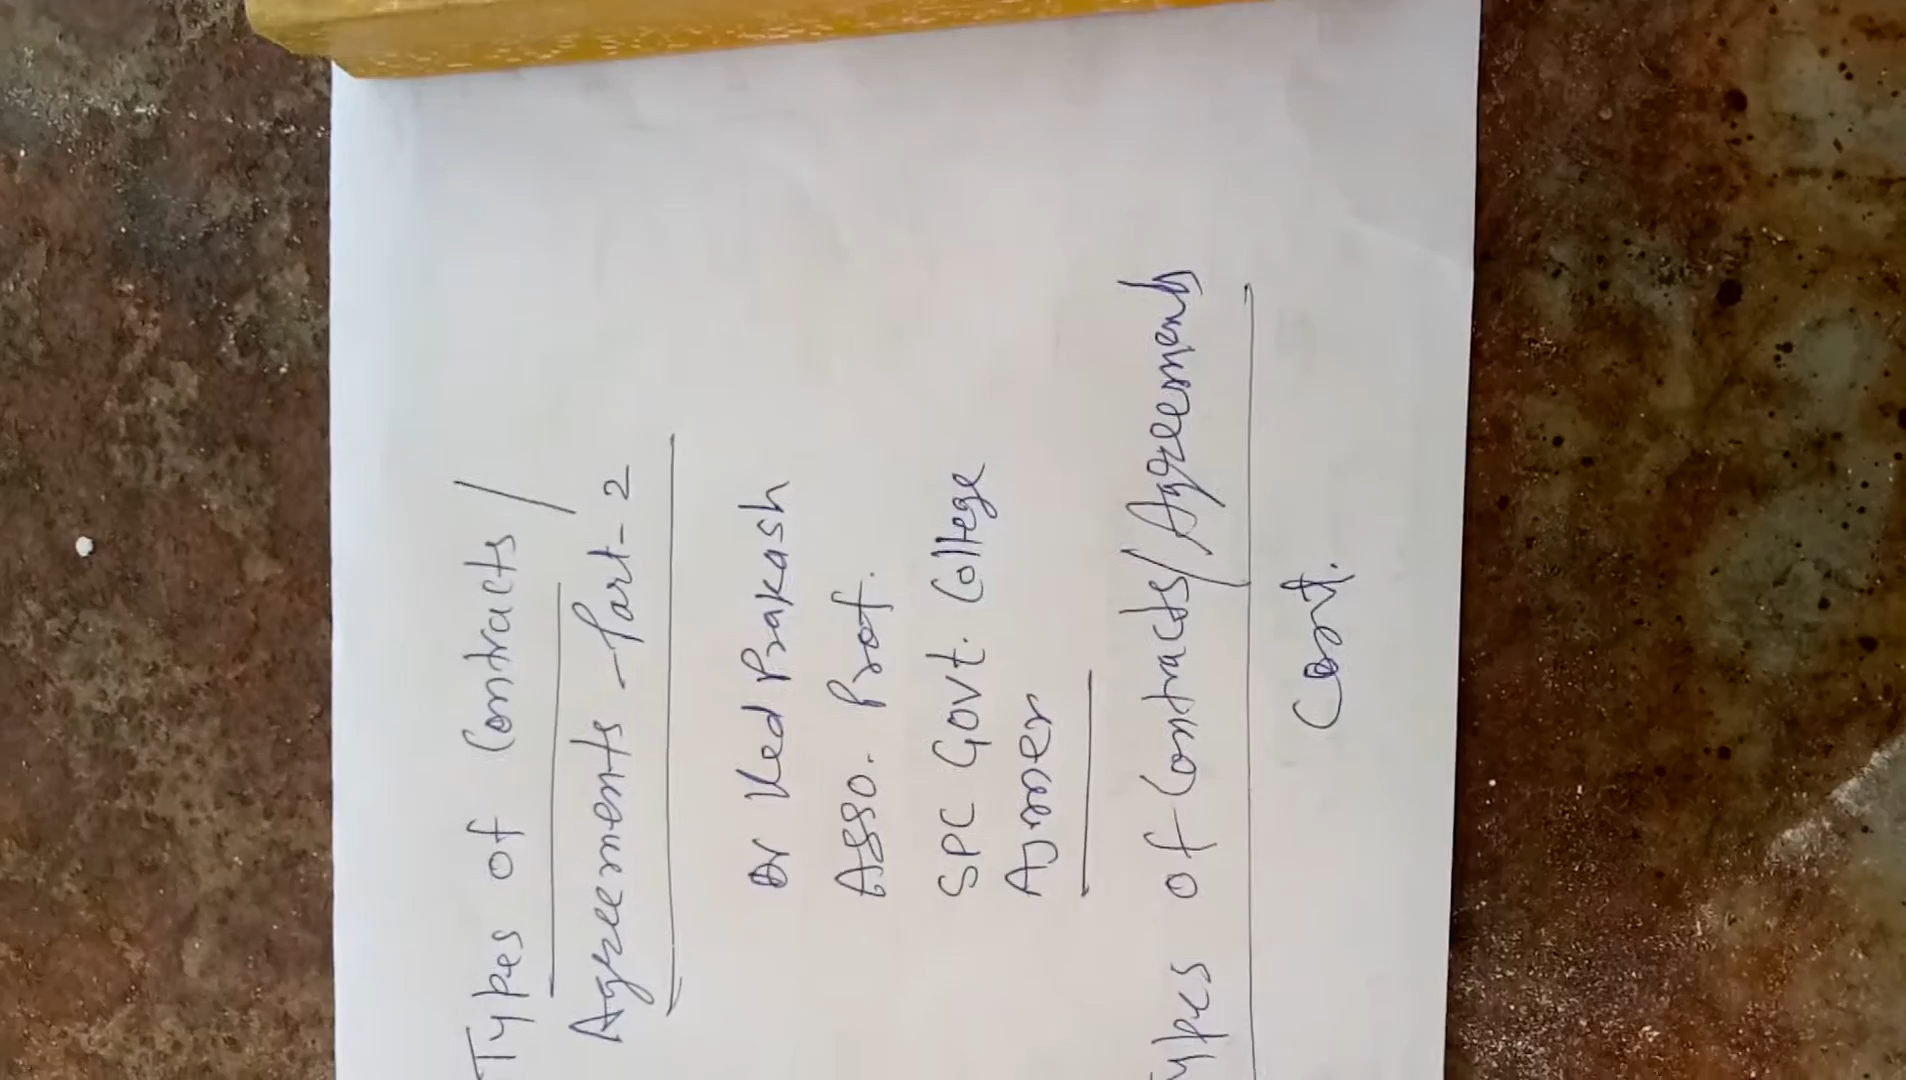 Types of Contracts /
Agreements - Part-2
Dr Ved Prakash
Asso. Prof.
SPC Govt. College
Ajmer
Types of Contracts/Agreements
Cont.